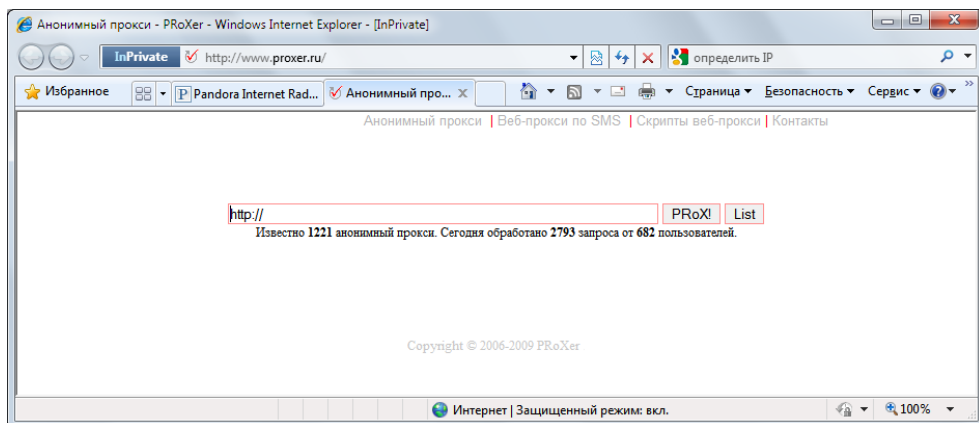 Анонимный прокси - PRoXer - Windows Internet Explorer - [InPrivate]
InPrivate http://www.proxer.ru/ определить IP
Избранное Pandora Internet Rad... Анонимный про... X Страница Безопасность Сервис »
Анонимный прокси | Веб-прокси по SMS | Скрипты веб-прокси | Контакты
http:// PRoX! List
Известно 1221 анонимный прокси. Сегодня обработано 2793 запроса от 682 пользователей.
Copyright © 2006-2009 PRoXer
Интернет | Защищенный режим: вкл. 100%